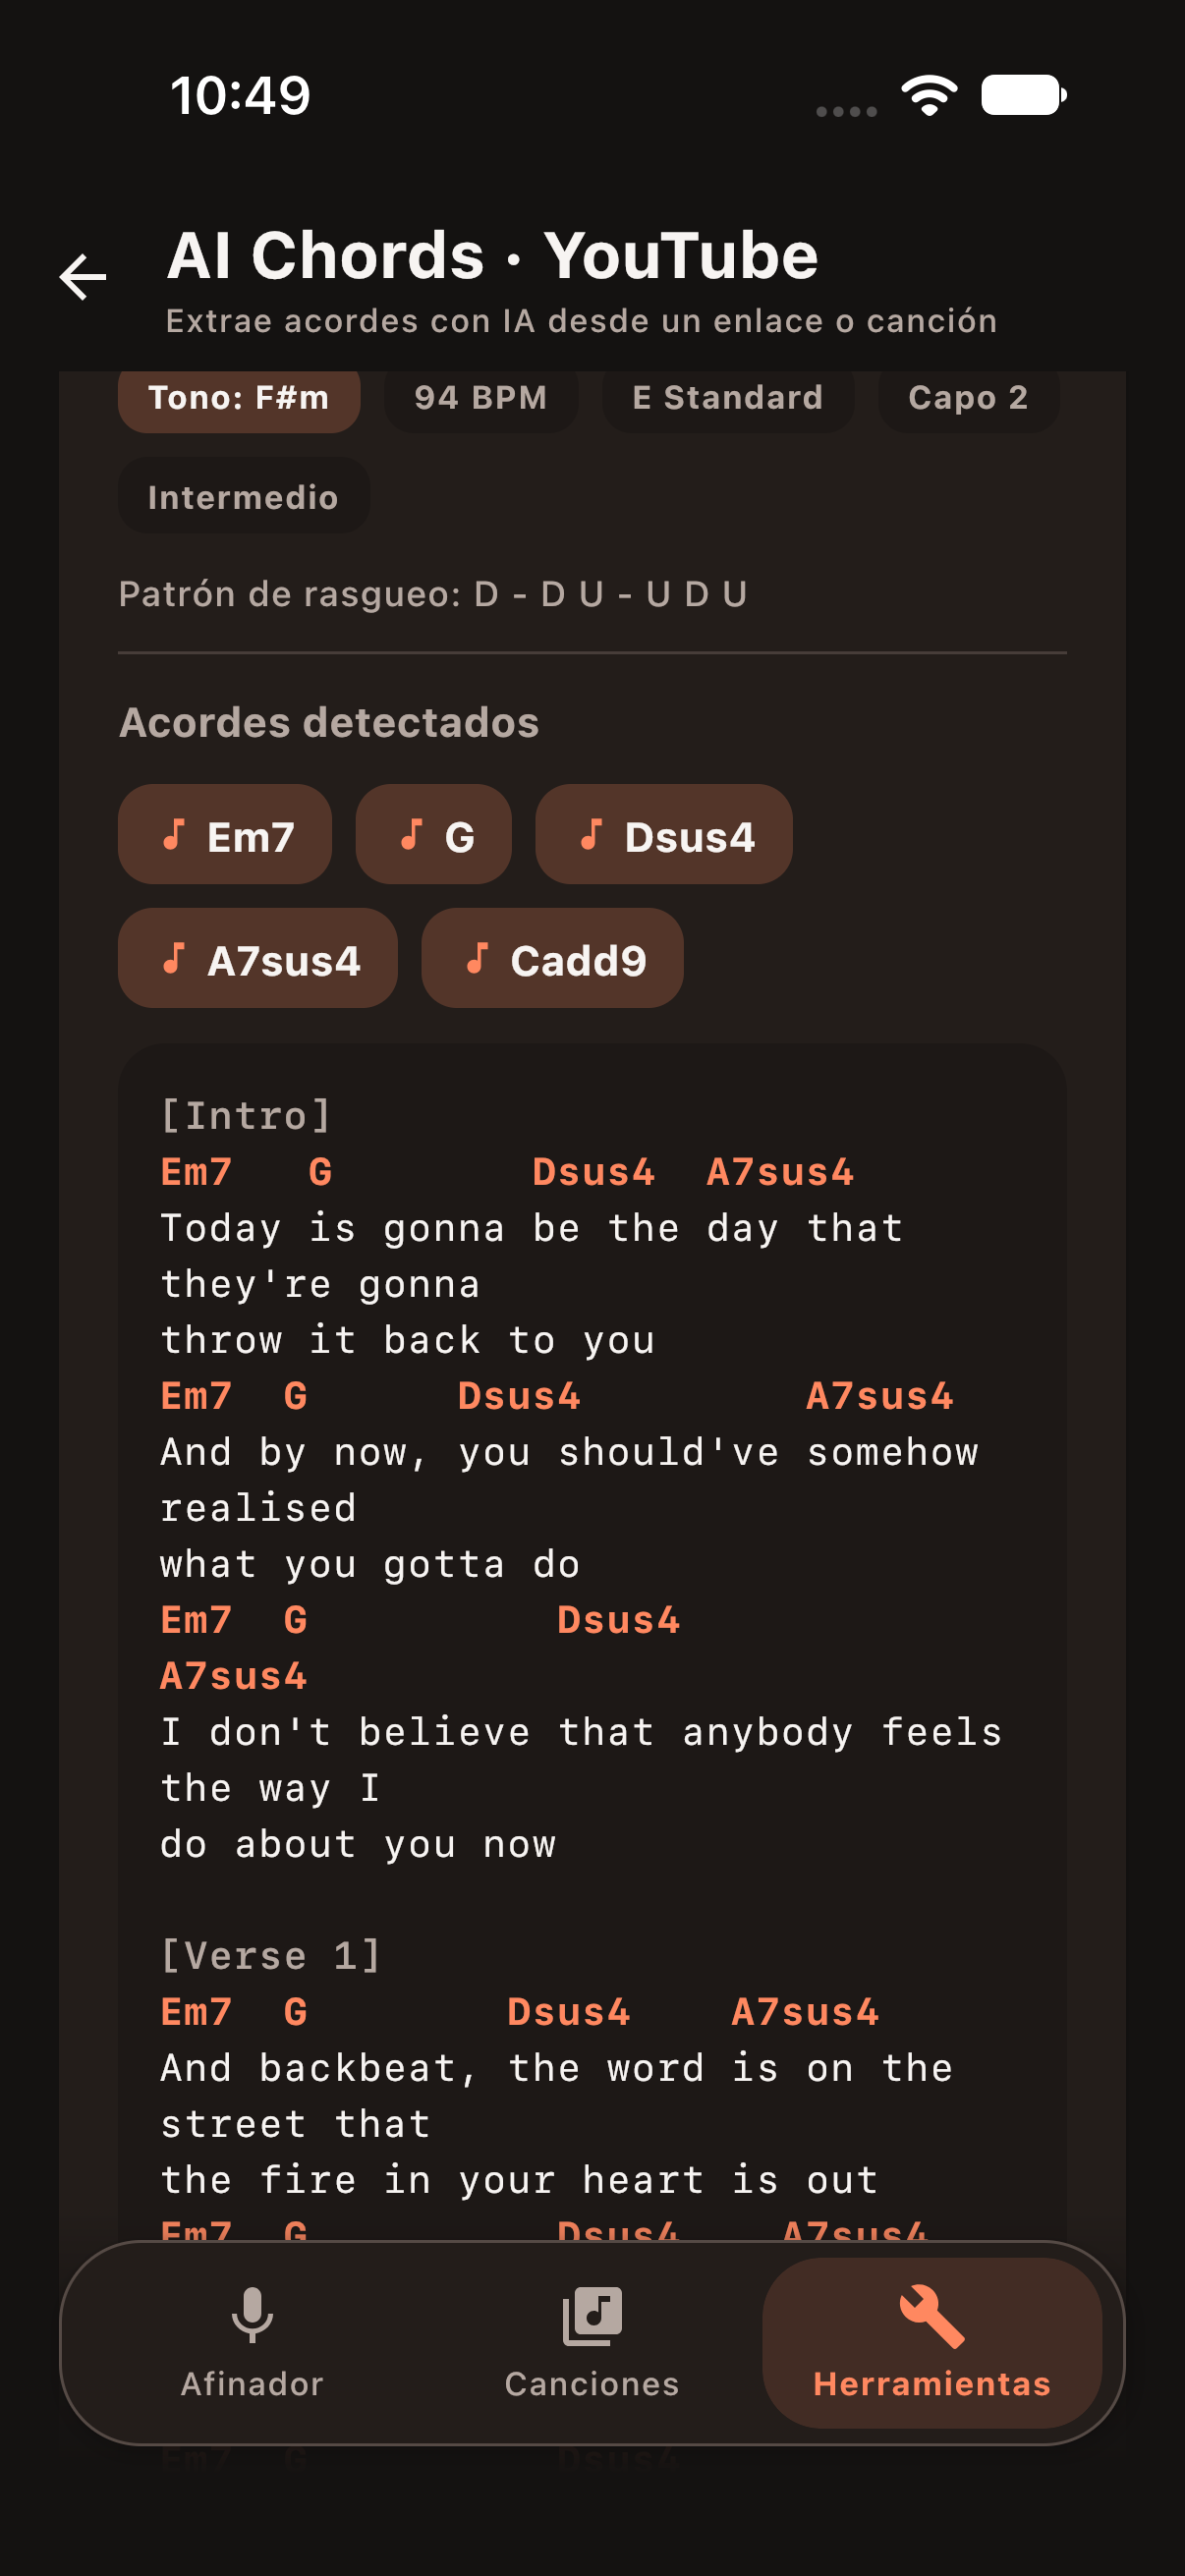 10:49
AI Chords · YouTube
Extrae acordes con IA desde un enlace o canción
Tono: F#m 94 BPM E Standard Capo 2
Intermedio
Patrón de rasgueo: D - D U - U D U
Acordes detectados
Em7 G Dsus4
A7sus4 Cadd9
[Intro]
Em7 G Dsus4 A7sus4
Today is gonna be the day that
they're gonna
throw it back to you
Em7 G Dsus4 A7sus4
And by now, you should've somehow
realised
what you gotta do
Em7 G Dsus4
A7sus4
I don't believe that anybody feels
the way I
do about you now
[Verse 1]
Em7 G Dsus4 A7sus4
And backbeat, the word is on the
street that
the fire in your heart is out
Em7 G Dsus4 A7sus4
Afinador Canciones Herramientas
Em7 G Dsus4